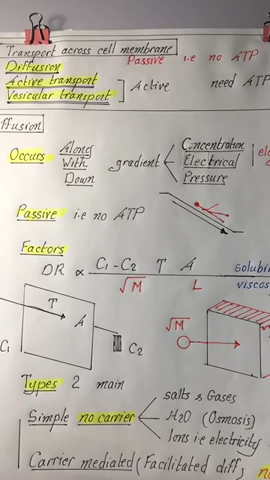 Transport across cell membrane
Diffusion Passive i.e no ATP
Active transport
Vesicular transport ] Active need ATP
ffusion
Occurs Along With Down gradient Concentration Electrical Pressure
Passive i.e no ATP
Factors
DR ∝ C₁ - C₂ T A solubi
√M L viscos
T A √M
C₁ C₂
Types 2 main
Simple no carrier salts & Gases
H₂O (Osmosis)
Ions i.e electricity
Carrier mediated (Facilitated diff)